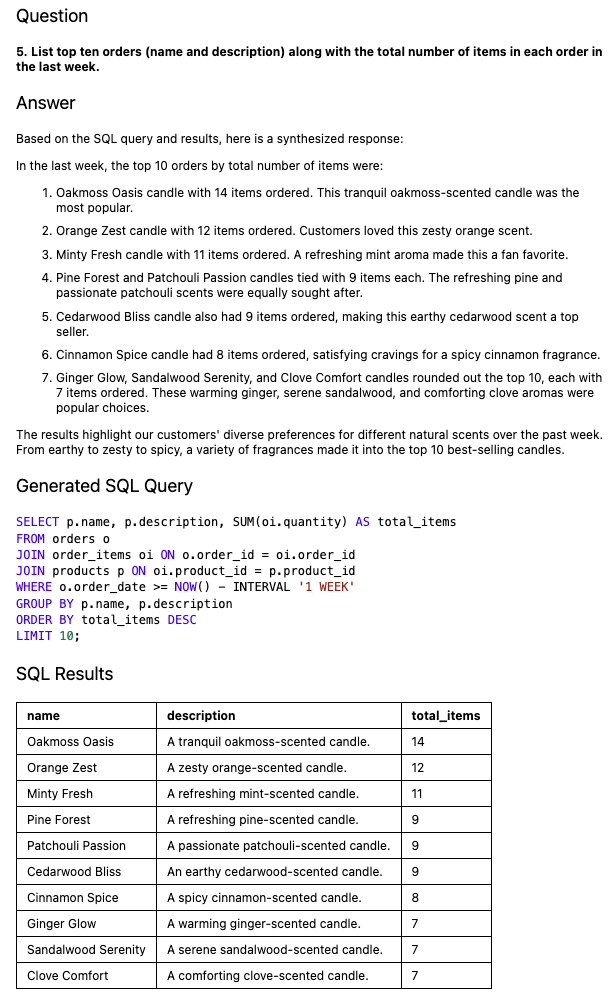 Question
5. List top ten orders (name and description) along with the total number of items in each order in
the last week.
Answer
Based on the SQL query and results, here is a synthesized response:
In the last week, the top 10 orders by total number of items were:
1. Oakmoss Oasis candle with 14 items ordered. This tranquil oakmoss-scented candle was the
most popular.
2. Orange Zest candle with 12 items ordered. Customers loved this zesty orange scent.
3. Minty Fresh candle with 11 items ordered. A refreshing mint aroma made this a fan favorite.
4. Pine Forest and Patchouli Passion candles tied with 9 items each. The refreshing pine and
passionate patchouli scents were equally sought after.
5. Cedarwood Bliss candle also had 9 items ordered, making this earthy cedarwood scent a top
seller.
6. Cinnamon Spice candle had 8 items ordered, satisfying cravings for a spicy cinnamon fragrance.
7. Ginger Glow, Sandalwood Serenity, and Clove Comfort candles rounded out the top 10, each with
7 items ordered. These warming ginger, serene sandalwood, and comforting clove aromas were
popular choices.
The results highlight our customers' diverse preferences for different natural scents over the past week.
From earthy to zesty to spicy, a variety of fragrances made it into the top 10 best-selling candles.
Generated SQL Query
SELECT p.name, p.description, SUM(oi.quantity) AS total_items
FROM orders o
JOIN order_items oi ON o.order_id = oi.order_id
JOIN products p ON oi.product_id = p.product_id
WHERE o.order_date >= NOW() - INTERVAL '1 WEEK'
GROUP BY p.name, p.description
ORDER BY total_items DESC
LIMIT 10;
SQL Results
name description total_items
Oakmoss Oasis A tranquil oakmoss-scented candle. 14
Orange Zest A zesty orange-scented candle. 12
Minty Fresh A refreshing mint-scented candle. 11
Pine Forest A refreshing pine-scented candle. 9
Patchouli Passion A passionate patchouli-scented candle. 9
Cedarwood Bliss An earthy cedarwood-scented candle. 9
Cinnamon Spice A spicy cinnamon-scented candle. 8
Ginger Glow A warming ginger-scented candle. 7
Sandalwood Serenity A serene sandalwood-scented candle. 7
Clove Comfort A comforting clove-scented candle. 7